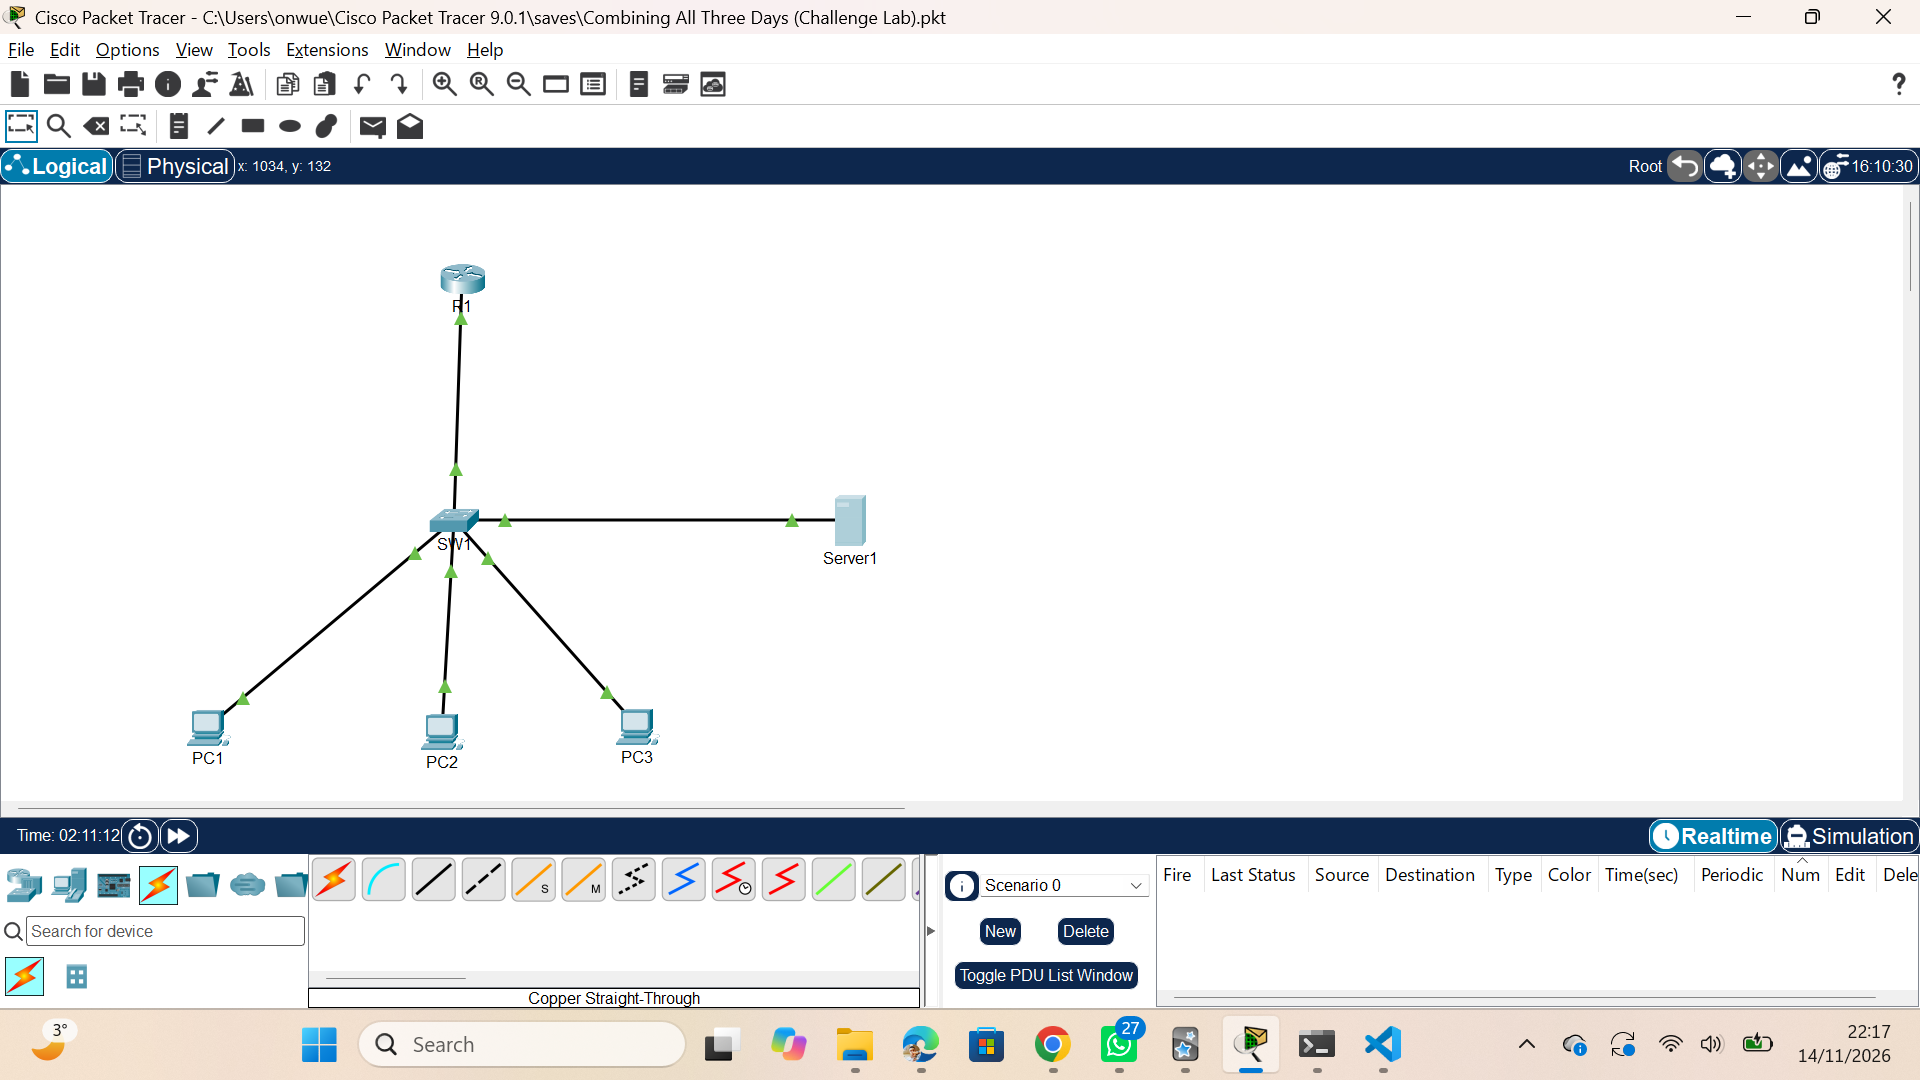 Cisco Packet Tracer - C:\Users\onwue\Cisco Packet Tracer 9.0.1\saves\Combining All Three Days (Challenge Lab).pkt
File Edit Options View Tools Extensions Window Help
?
Logical Physical x: 1034, y: 132 Root 16:10:30
R1
SW1
Server1
PC1
PC2
PC3
Time: 02:11:12 Realtime Simulation
S M
Fire Last Status Source Destination Type Color Time(sec) Periodic Num Edit Dele
Scenario 0
Search for device
New Delete
Toggle PDU List Window
Copper Straight-Through
3°
Search
27
22:17
14/11/2026